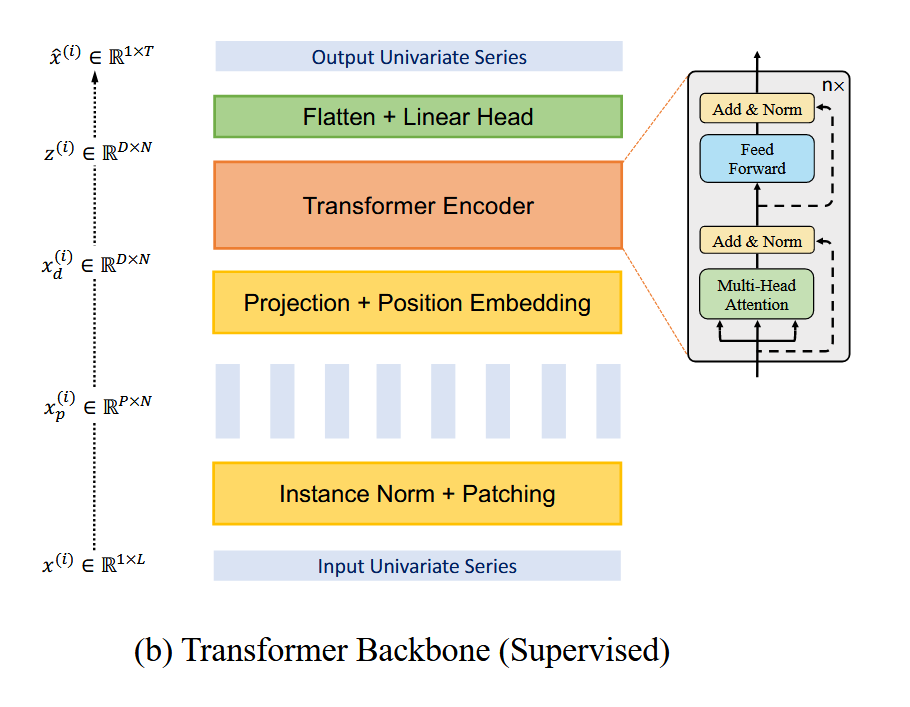 x̂⁽ⁱ⁾ ∈ ℝ^{1×T}
Output Univariate Series
Flatten + Linear Head
z⁽ⁱ⁾ ∈ ℝ^{D×N}
Transformer Encoder
x_d⁽ⁱ⁾ ∈ ℝ^{D×N}
Projection + Position Embedding
x_p⁽ⁱ⁾ ∈ ℝ^{P×N}
Instance Norm + Patching
x⁽ⁱ⁾ ∈ ℝ^{1×L}
Input Univariate Series
n×
Add & Norm
Feed
Forward
Add & Norm
Multi-Head
Attention
(b) Transformer Backbone (Supervised)